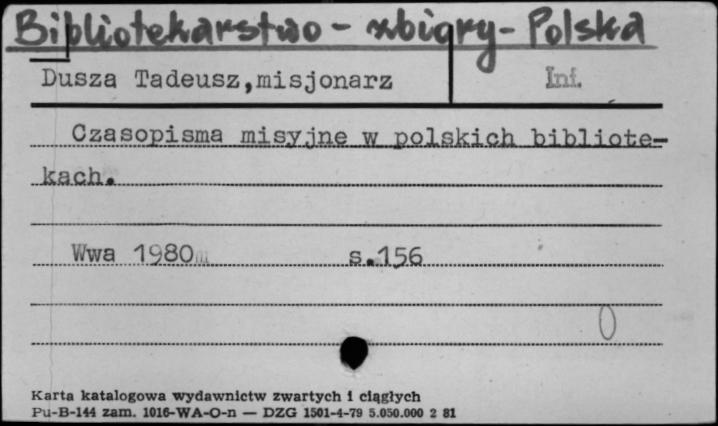 Bibliotekarstwo - zbiory - Polska
Dusza Tadeusz,misjonarz Inf.
Czasopisma misyjne w polskich bibliote-
kach.
Wwa 1980 s.156
0
Karta katalogowa wydawnictw zwartych i ciągłych
Pu-B-144 zam. 1016-WA-O-n — DZG 1501-4-79 5.050.000 2 81